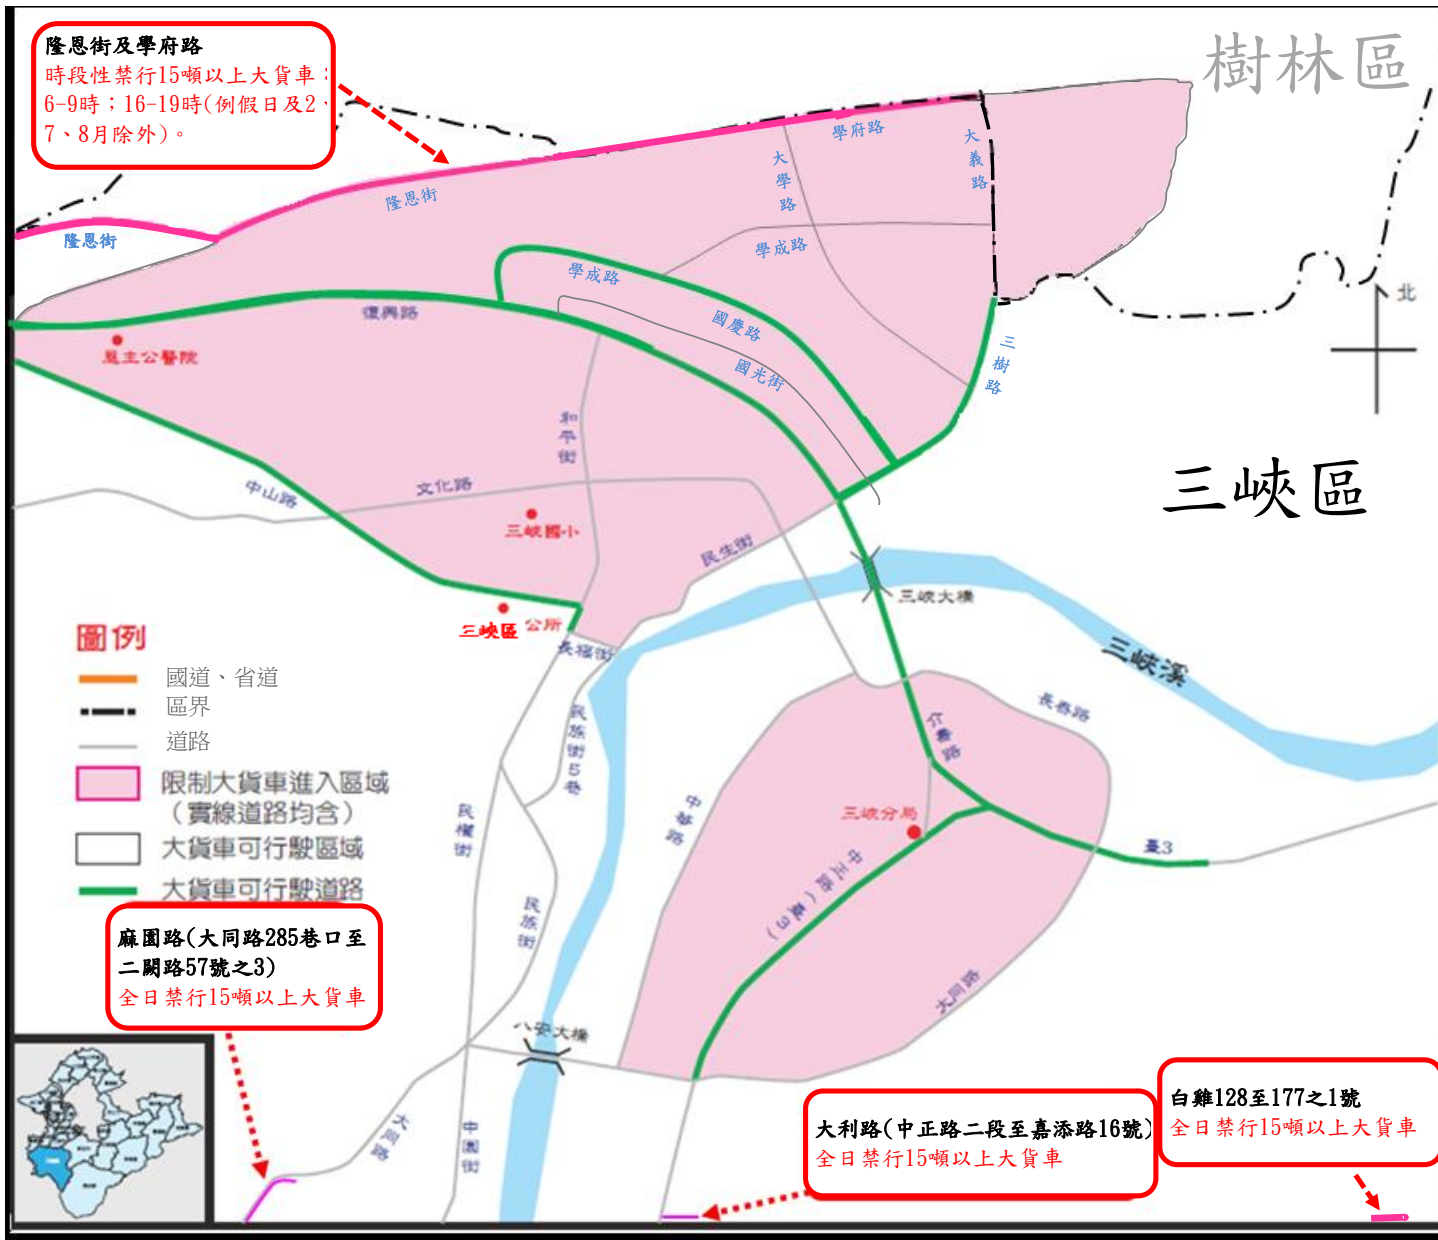 隆恩街及學府路
時段性禁行15噸以上大貨車：
6-9時；16-19時(例假日及2、
7、8月除外)。
樹林區
學府路
大學路
大義路
隆恩街
隆恩街
學成路
學成路
復興路
國慶路
國光街
三樹路
北
恩主公醫院
和平街
中山路
文化路
三峽國小
民生街
三峽區
三峽大橋
三峽區 公所
長福街
三峽溪
圖例
國道、省道
區界
道路
限制大貨車進入區域
（實線道路均含）
大貨車可行駛區域
大貨車可行駛道路
民族街5巷
長春路
介壽路
中華路
三峽分局
民權街
臺3
中正路(臺3)
民族街
大同路
麻園路(大同路285巷口至
二鬮路57號之3)
全日禁行15噸以上大貨車
八安大橋
大同路
中園街
大利路(中正路二段至嘉添路16號)
全日禁行15噸以上大貨車
白雞128至177之1號
全日禁行15噸以上大貨車